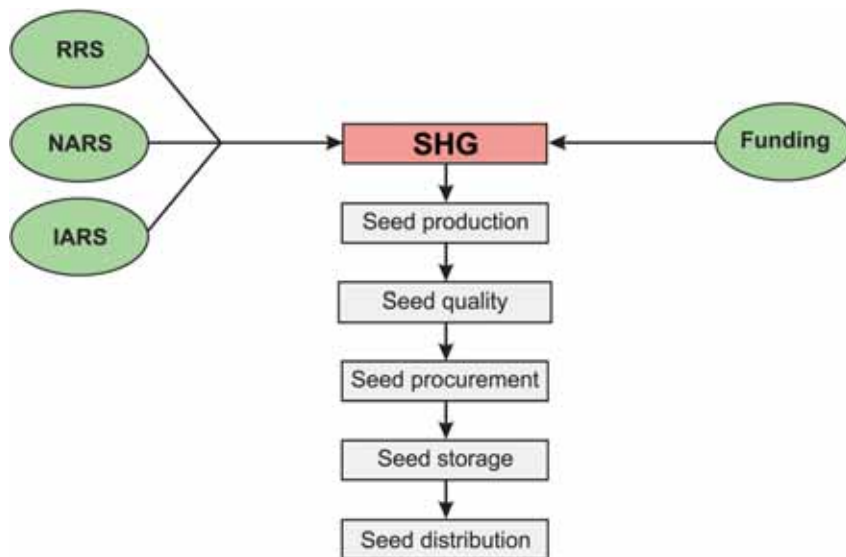 RRS
NARS
IARS
SHG
Funding
Seed production
Seed quality
Seed procurement
Seed storage
Seed distribution